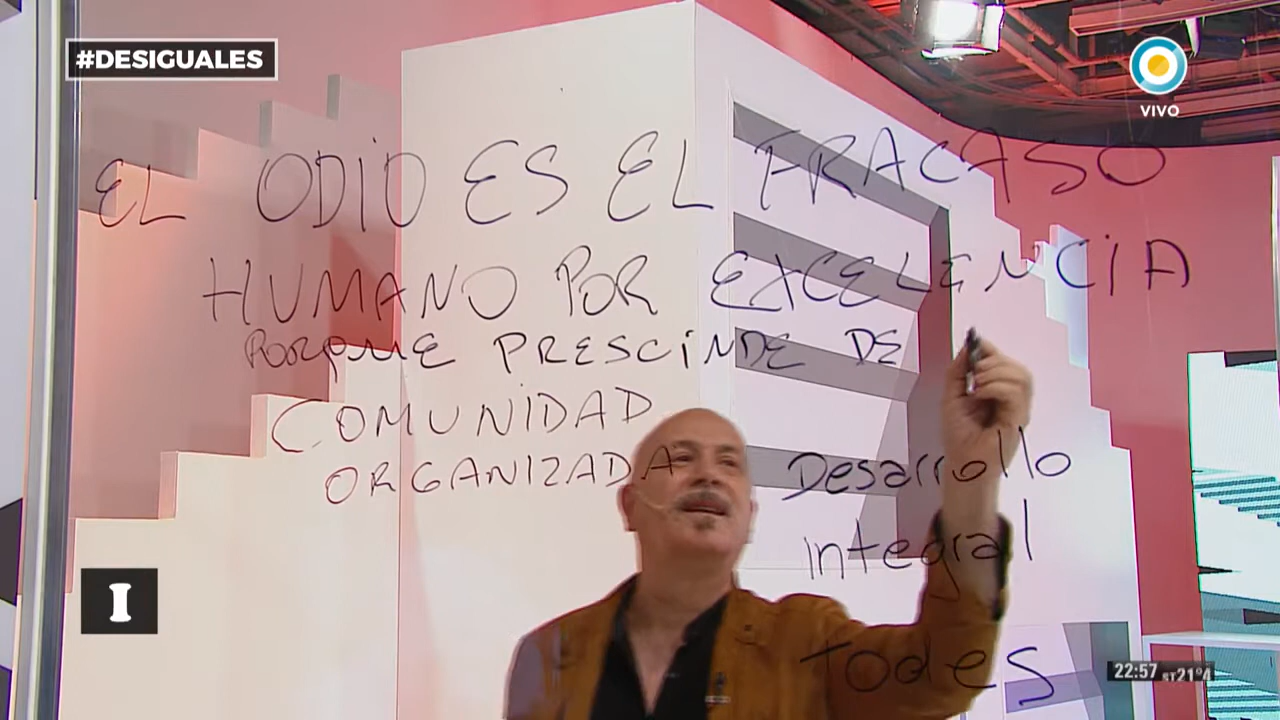 #DESIGUALES
VIVO
EL ODIO ES EL FRACASO
HUMANO POR EXCELENCIA
PORQUE PRESCINDE DE
COMUNIDAD
ORGANIZADA
Desarrollo
integral
todes
I
22:57 ST21º4